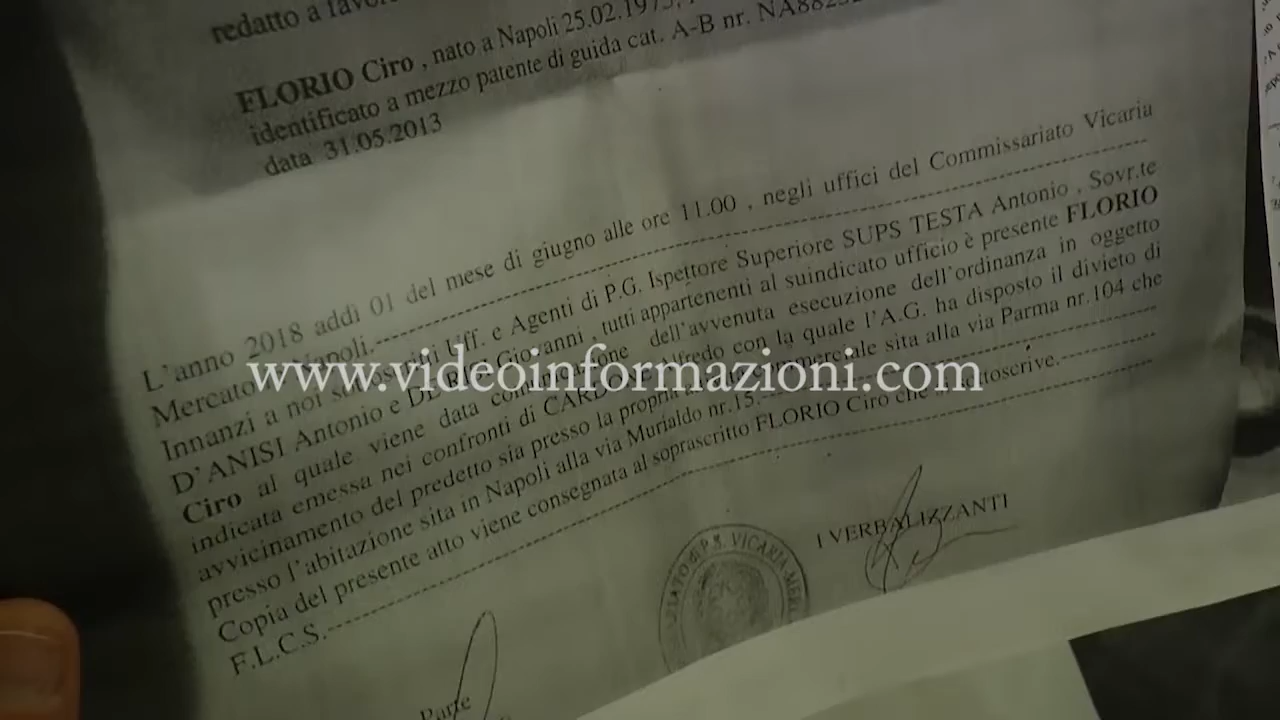 redatto a favore
FLORIO Ciro , nato a Napoli 25.02.1975,
identificato a mezzo patente di guida cat. A-B nr.
data 31.05.2013
L'anno 2018 addì 01 del mese di giugno alle ore 11.00 , negli uffici del Commissariato Vicaria
Mercato Napoli.-
Innanzi a noi sottoscritti Uff. e Agenti di P.G. Ispettore Superiore SUPS TESTA Antonio , Sovr.te
D'ANISI Antonio e Giovanni , tutti appartenenti al suindicato ufficio è presente FLORIO
Ciro al quale viene data comunicazione dell'avvenuta esecuzione dell'ordinanza in oggetto
indicata emessa nei confronti di CARDONE Alfredo con la quale l'A.G. ha disposto il divieto di
avvicinamento del predetto sia presso la propria attività commerciale sita alla via Parma nr.104 che
presso l'abitazione sita in Napoli alla via Murialdo nr.15.-
Copia del presente atto viene consegnata al soprascritto FLORIO Ciro che sottoscrive.-
F.L.C.S.-
www.videoinformazioni.com
I VERBALIZZANTI
P.S. VICARIA
Parte